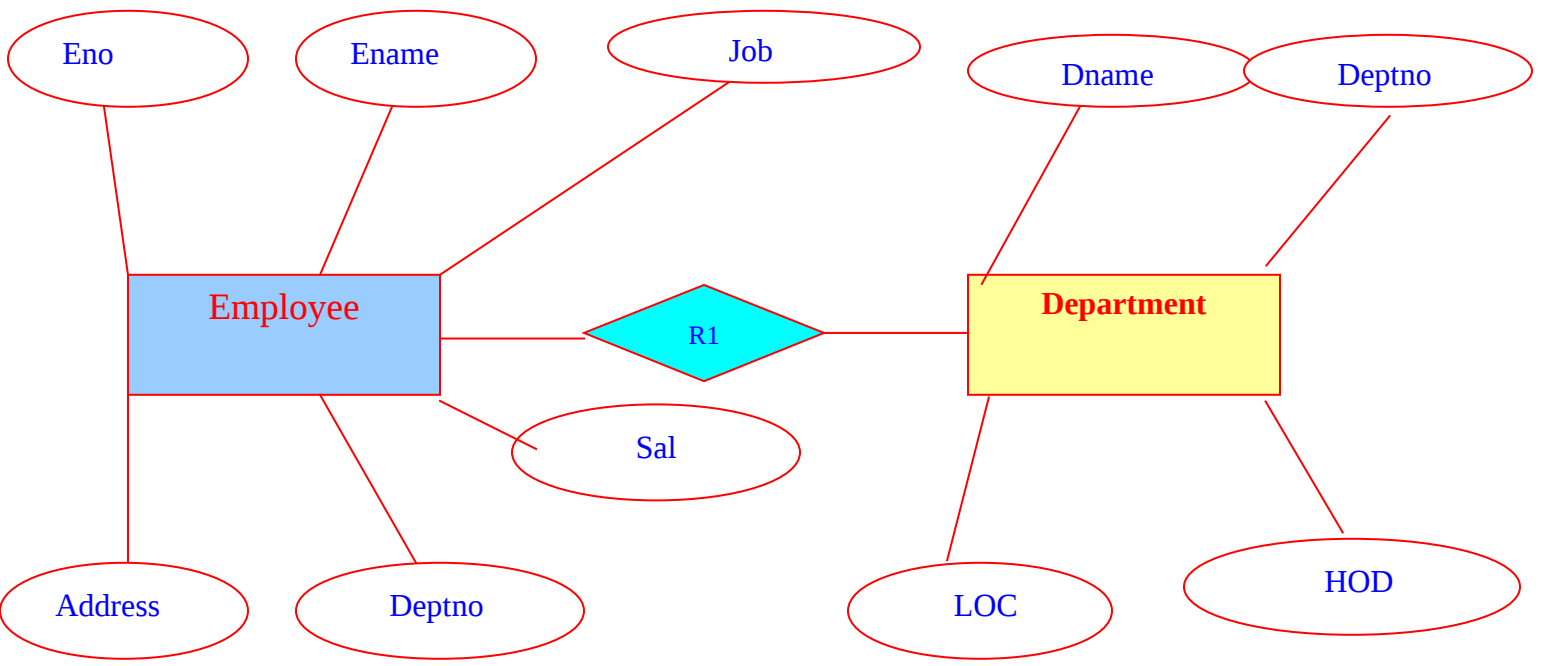 Eno
Ename
Job
Dname
Deptno
Employee
R1
Department
Sal
Address
Deptno
LOC
HOD